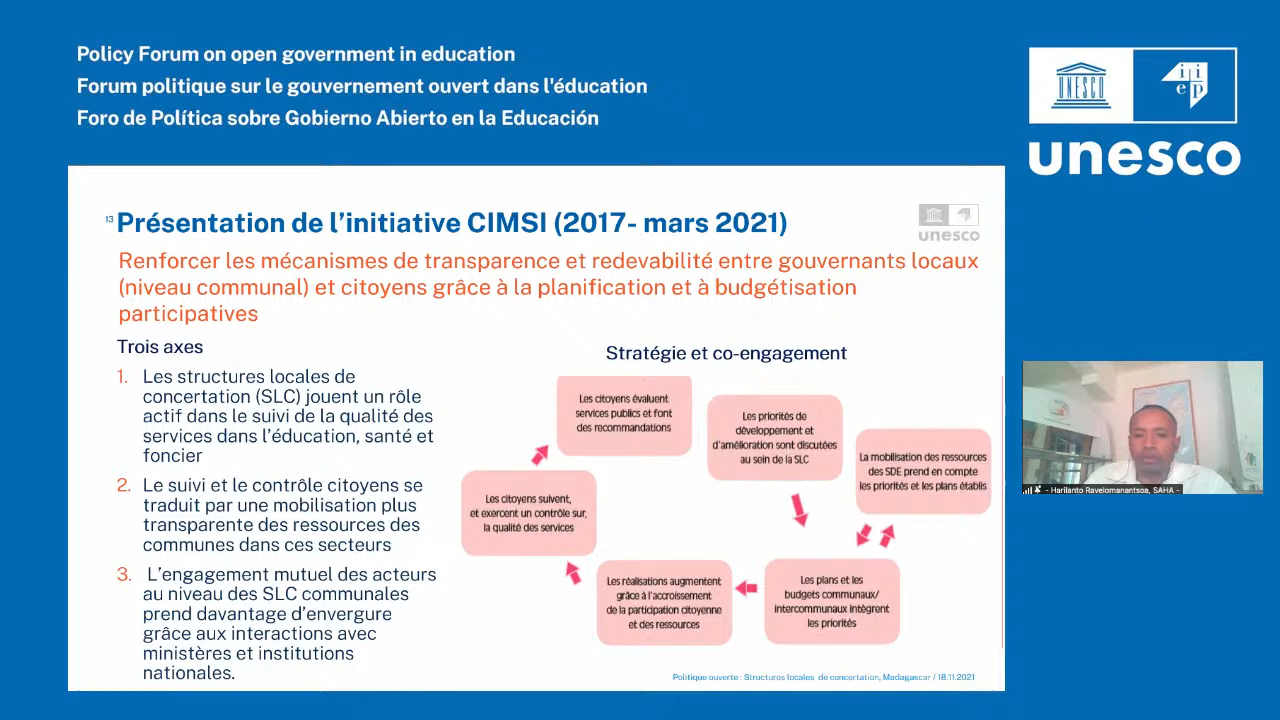 Policy Forum on open government in education
Forum politique sur le gouvernement ouvert dans l'éducation
Foro de Política sobre Gobierno Abierto en la Educación
UNESCO
i i
e p
unesco
13 Présentation de l'initiative CIMSI (2017- mars 2021)
unesco
Renforcer les mécanismes de transparence et redevabilité entre gouvernants locaux
(niveau communal) et citoyens grâce à la planification et à budgétisation
participatives
Trois axes
1. Les structures locales de
concertation (SLC) jouent un rôle
actif dans le suivi de la qualité des
services dans l'éducation, santé et
foncier
2. Le suivi et le contrôle citoyens se
traduit par une mobilisation plus
transparente des ressources des
communes dans ces secteurs
3. L'engagement mutuel des acteurs
au niveau des SLC communales
prend davantage d'envergure
grâce aux interactions avec
ministères et institutions
nationales.
Stratégie et co-engagement
Les citoyens évaluent
services publics et font
des recommandations
Les priorités de
développement et
d'amélioration sont discutées
au sein de la SLC
La mobilisation des ressources
des SDE prend en compte
les priorités et les plans établis
Les citoyens suivent,
et exercent un contrôle sur,
la qualité des services
Les réalisations augmentent
grâce à l'accroissement
de la participation citoyenne
et des ressources
Les plans et les
budgets communaux/
intercommunaux intègrent
les priorités
Politique ouverte : Structures locales de concertation, Madagascar / 18.11.2021
- Harilanto Ravelomanantsoa, SAHA -